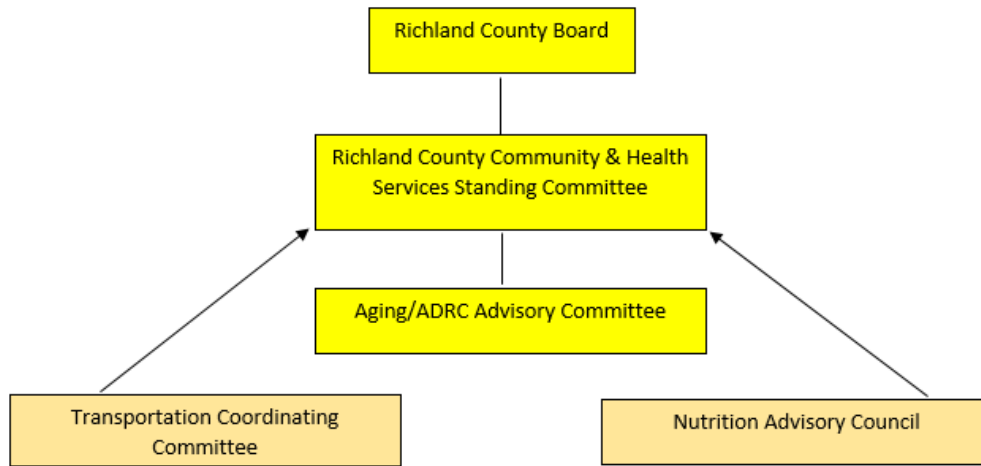 Richland County Board
Richland County Community & Health
Services Standing Committee
Aging/ADRC Advisory Committee
Transportation Coordinating
Committee
Nutrition Advisory Council